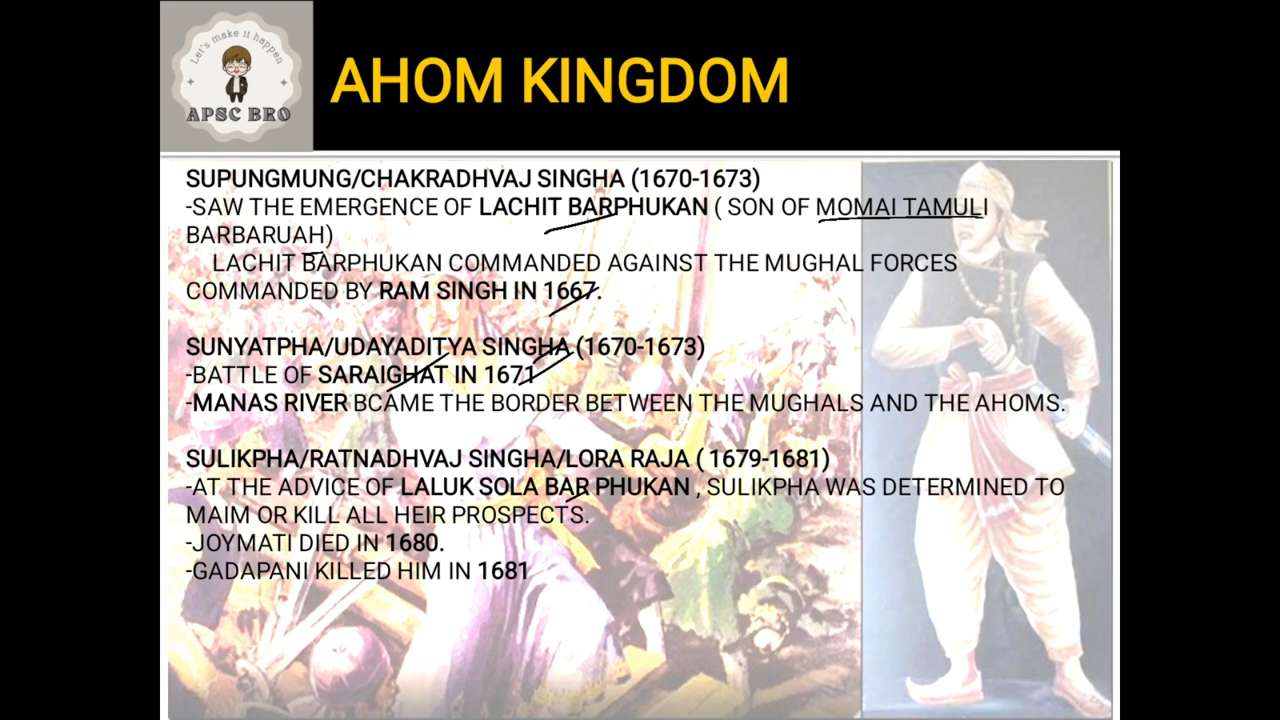 Let's make it happen
APSC BRO
AHOM KINGDOM
SUPUNGMUNG/CHAKRADHVAJ SINGHA (1670-1673)
-SAW THE EMERGENCE OF LACHIT BARPHUKAN ( SON OF MOMAI TAMULI
BARBARUAH)
LACHIT BARPHUKAN COMMANDED AGAINST THE MUGHAL FORCES
COMMANDED BY RAM SINGH IN 1667.
SUNYATPHA/UDAYADITYA SINGHA (1670-1673)
-BATTLE OF SARAIGHAT IN 1671
-MANAS RIVER BCAME THE BORDER BETWEEN THE MUGHALS AND THE AHOMS.
SULIKPHA/RATNADHVAJ SINGHA/LORA RAJA ( 1679-1681)
-AT THE ADVICE OF LALUK SOLA BAR PHUKAN , SULIKPHA WAS DETERMINED TO
MAIM OR KILL ALL HEIR PROSPECTS.
-JOYMATI DIED IN 1680.
-GADAPANI KILLED HIM IN 1681